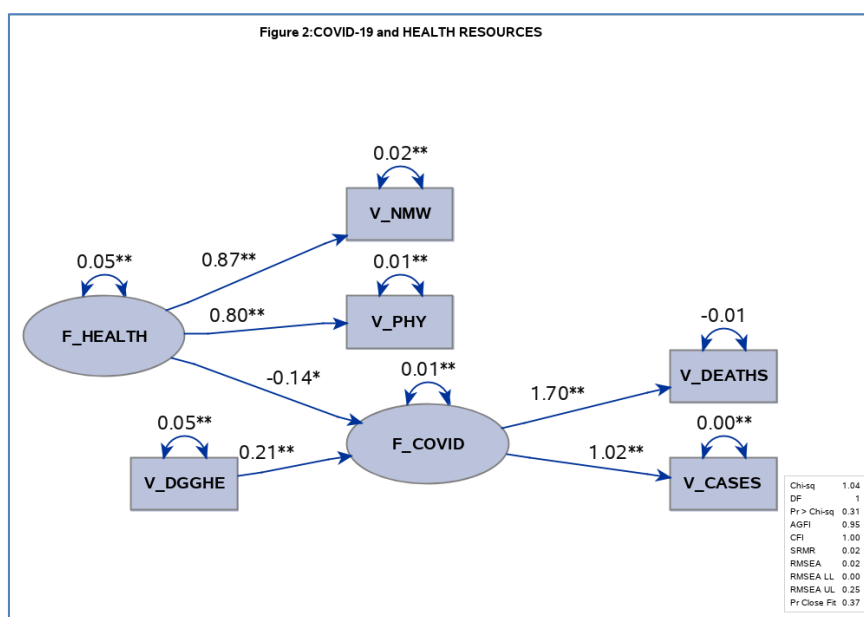 Figure 2:COVID-19 and HEALTH RESOURCES
0.02**
V_NMW
0.05**
0.87**
0.01**
F_HEALTH
0.80**
V_PHY
-0.01
-0.14*
0.01**
V_DEATHS
1.70**
0.05**
0.21**
F_COVID
0.00**
1.02**
V_DGGHE
V_CASES
Chi-sq 1.04
DF 1
Pr > Chi-sq 0.31
AGFI 0.95
CFI 1.00
SRMR 0.02
RMSEA 0.02
RMSEA LL 0.00
RMSEA UL 0.25
Pr Close Fit 0.37